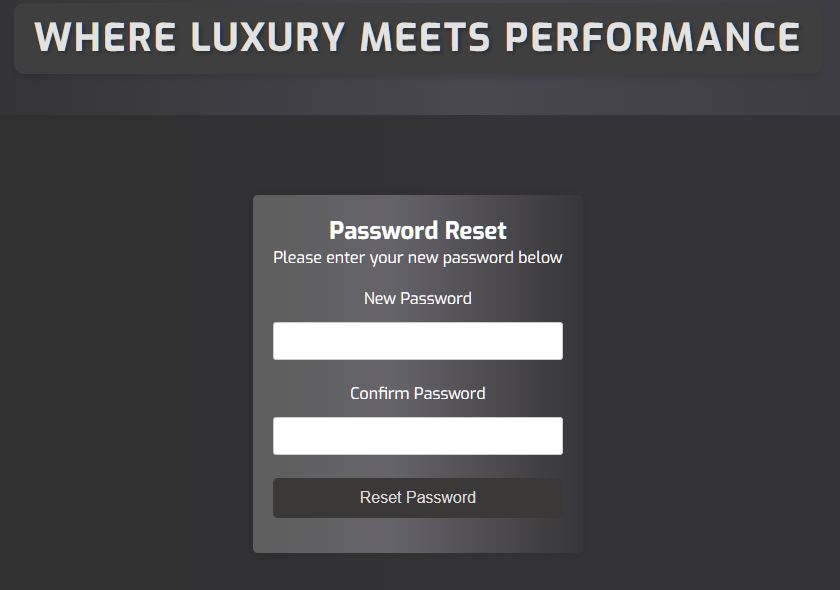 WHERE LUXURY MEETS PERFORMANCE
Password Reset
Please enter your new password below
New Password
Confirm Password
Reset Password